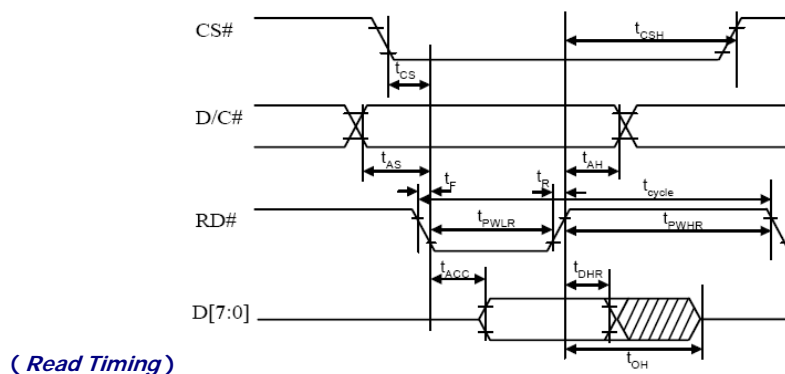 CS#
tCSH
tCS
D/C#
tAS
tF
tR
tAH
tcycle
RD#
tPWLR
tPWHR
tACC
tDHR
D[7:0]
tOH
( Read Timing )